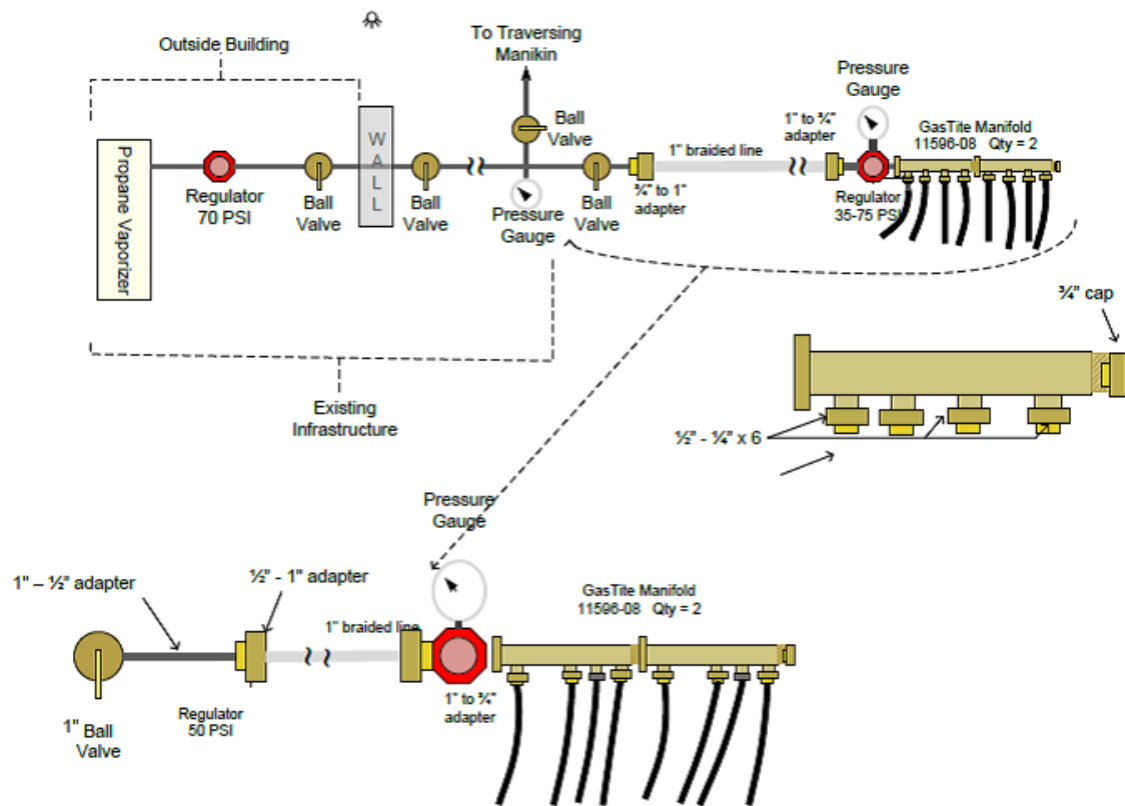 Outside Building
To Traversing
Manikin
Pressure
Gauge
Propane Vaporizer
Regulator
70 PSI
Ball
Valve
WALL
Ball
Valve
Ball
Valve
Pressure
Gauge
Ball
Valve
¾" to 1"
adapter
1" braided line
1" to ¾"
adapter
GasTite Manifold
11596-08 Qty = 2
Regulator
35-75 PSI
Existing
Infrastructure
¾" cap
½" - ¼" x 6
Pressure
Gauge
1" – ½" adapter
½" - 1" adapter
1" braided line
GasTite Manifold
11596-08 Qty = 2
1" Ball
Valve
Regulator
50 PSI
1" to ¾"
adapter